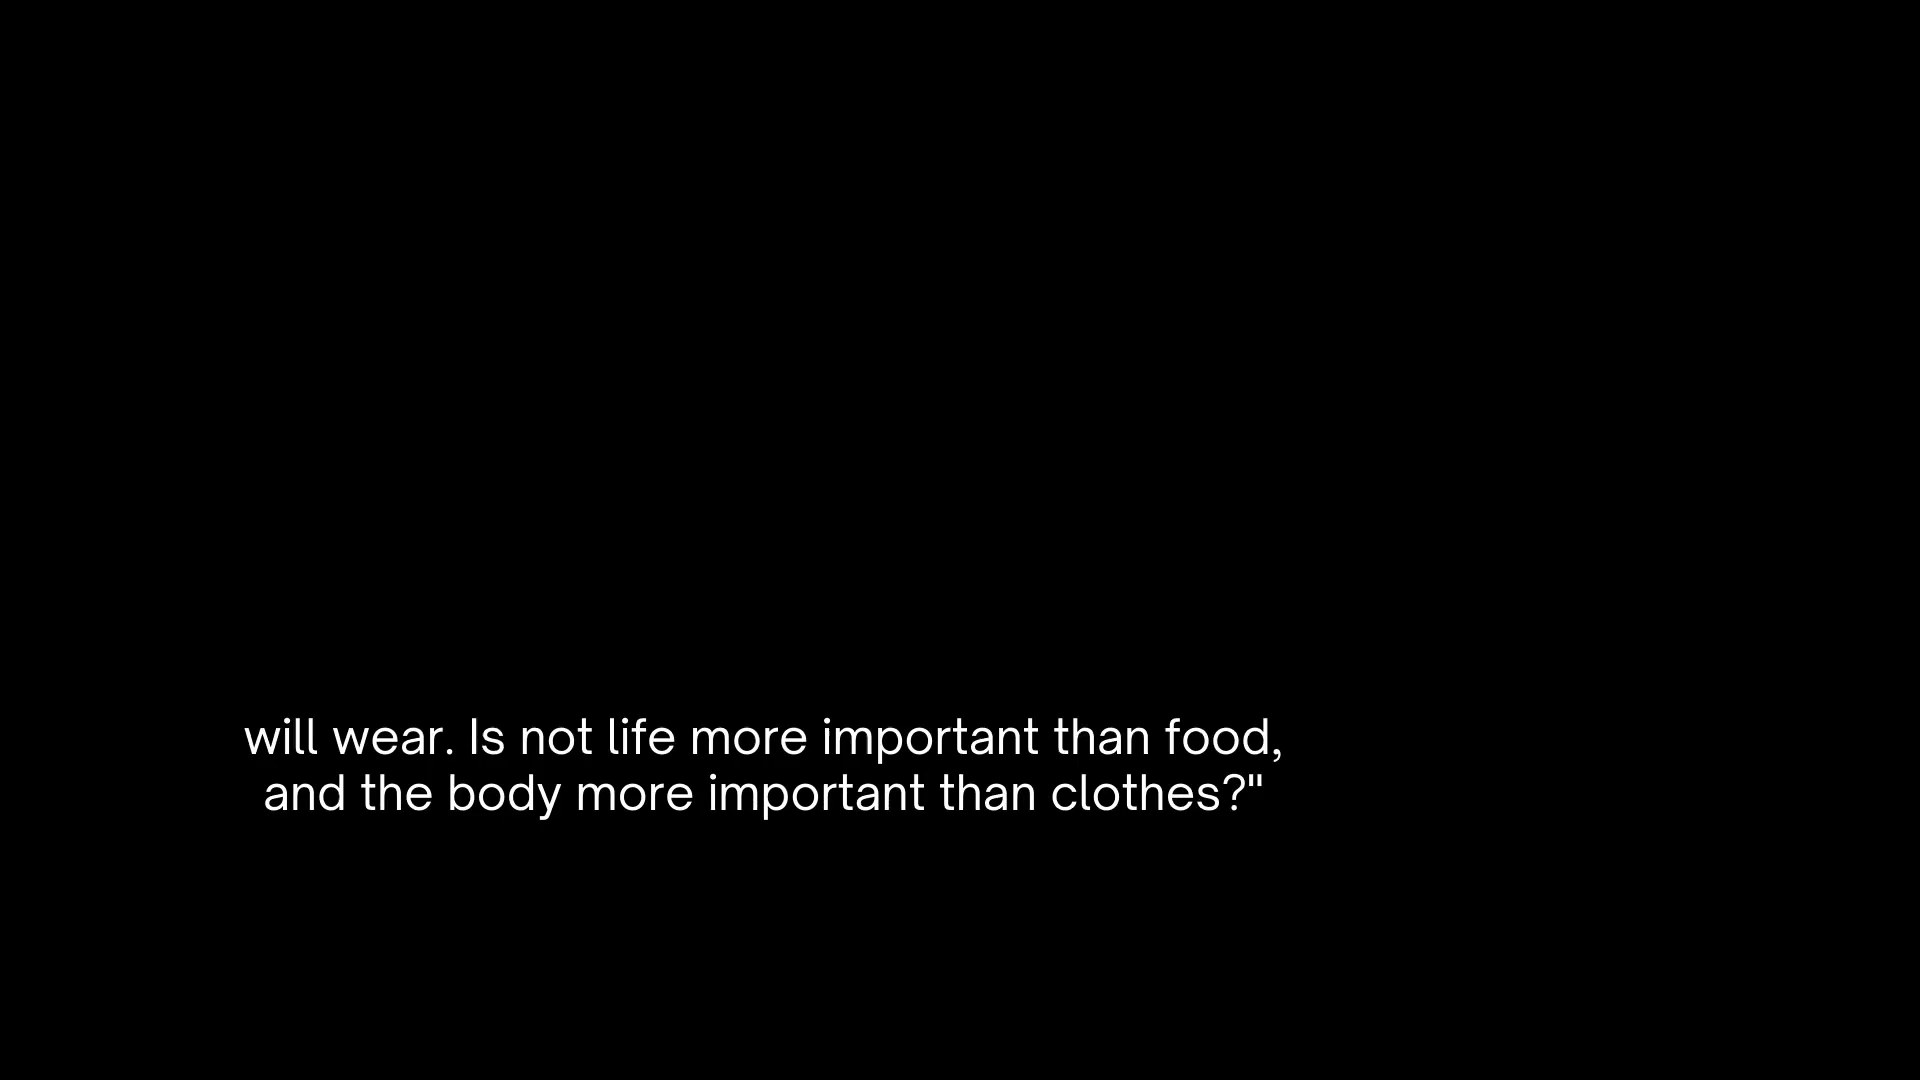 will wear. Is not life more important than food,
and the body more important than clothes?"